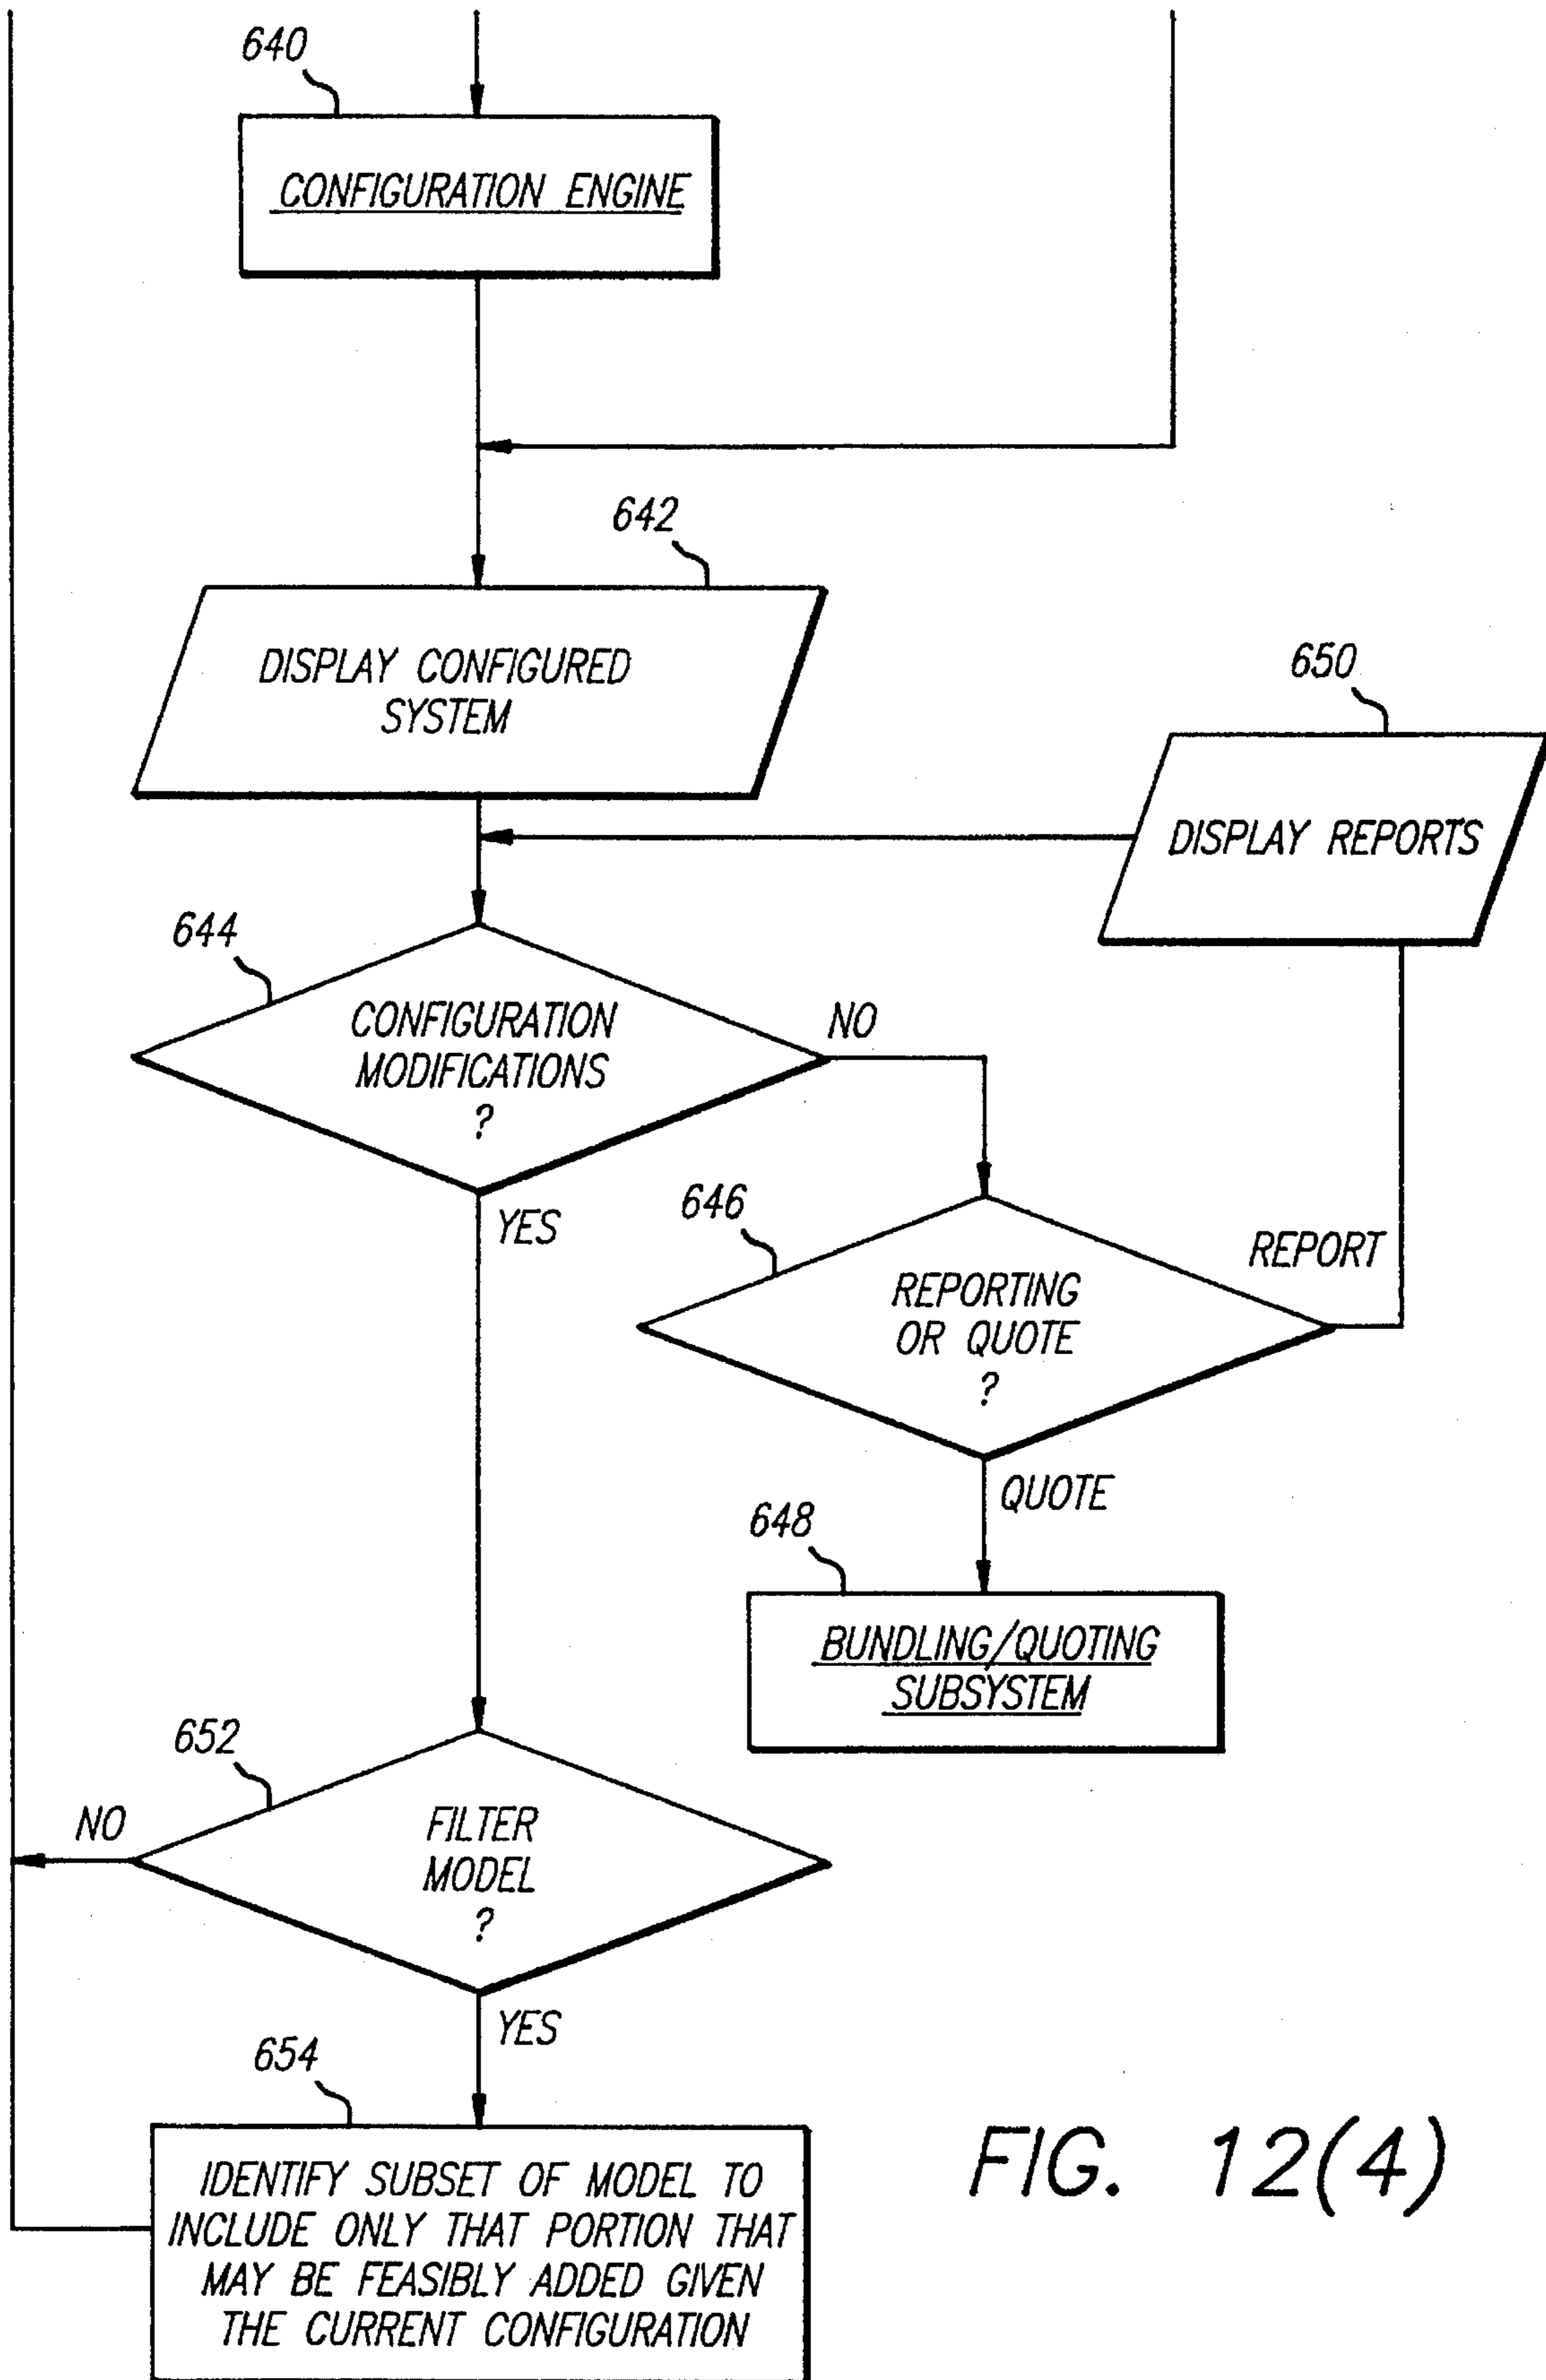 640
CONFIGURATION ENGINE
642
DISPLAY CONFIGURED
SYSTEM
650
DISPLAY REPORTS
644
CONFIGURATION
MODIFICATIONS
?
NO
YES
646
REPORTING
OR QUOTE
?
REPORT
QUOTE
648
BUNDLING/QUOTING
SUBSYSTEM
652
FILTER
MODEL
?
NO
YES
654
IDENTIFY SUBSET OF MODEL TO
INCLUDE ONLY THAT PORTION THAT
MAY BE FEASIBLY ADDED GIVEN
THE CURRENT CONFIGURATION
FIG. 12(4)